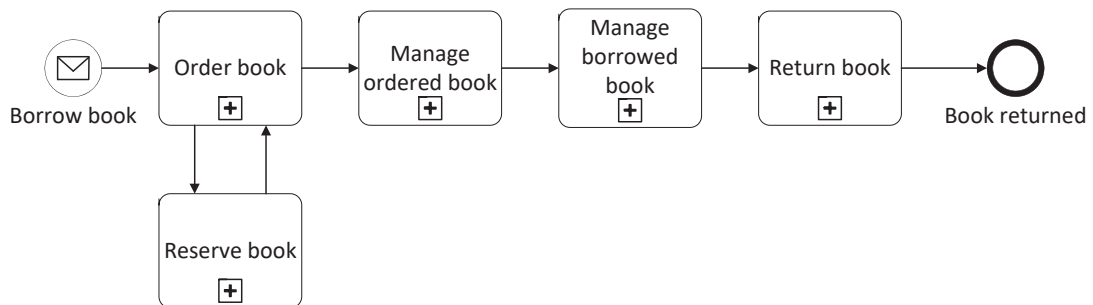 Borrow book
Order book
Manage
ordered book
Manage
borrowed
book
Return book
Book returned
Reserve book